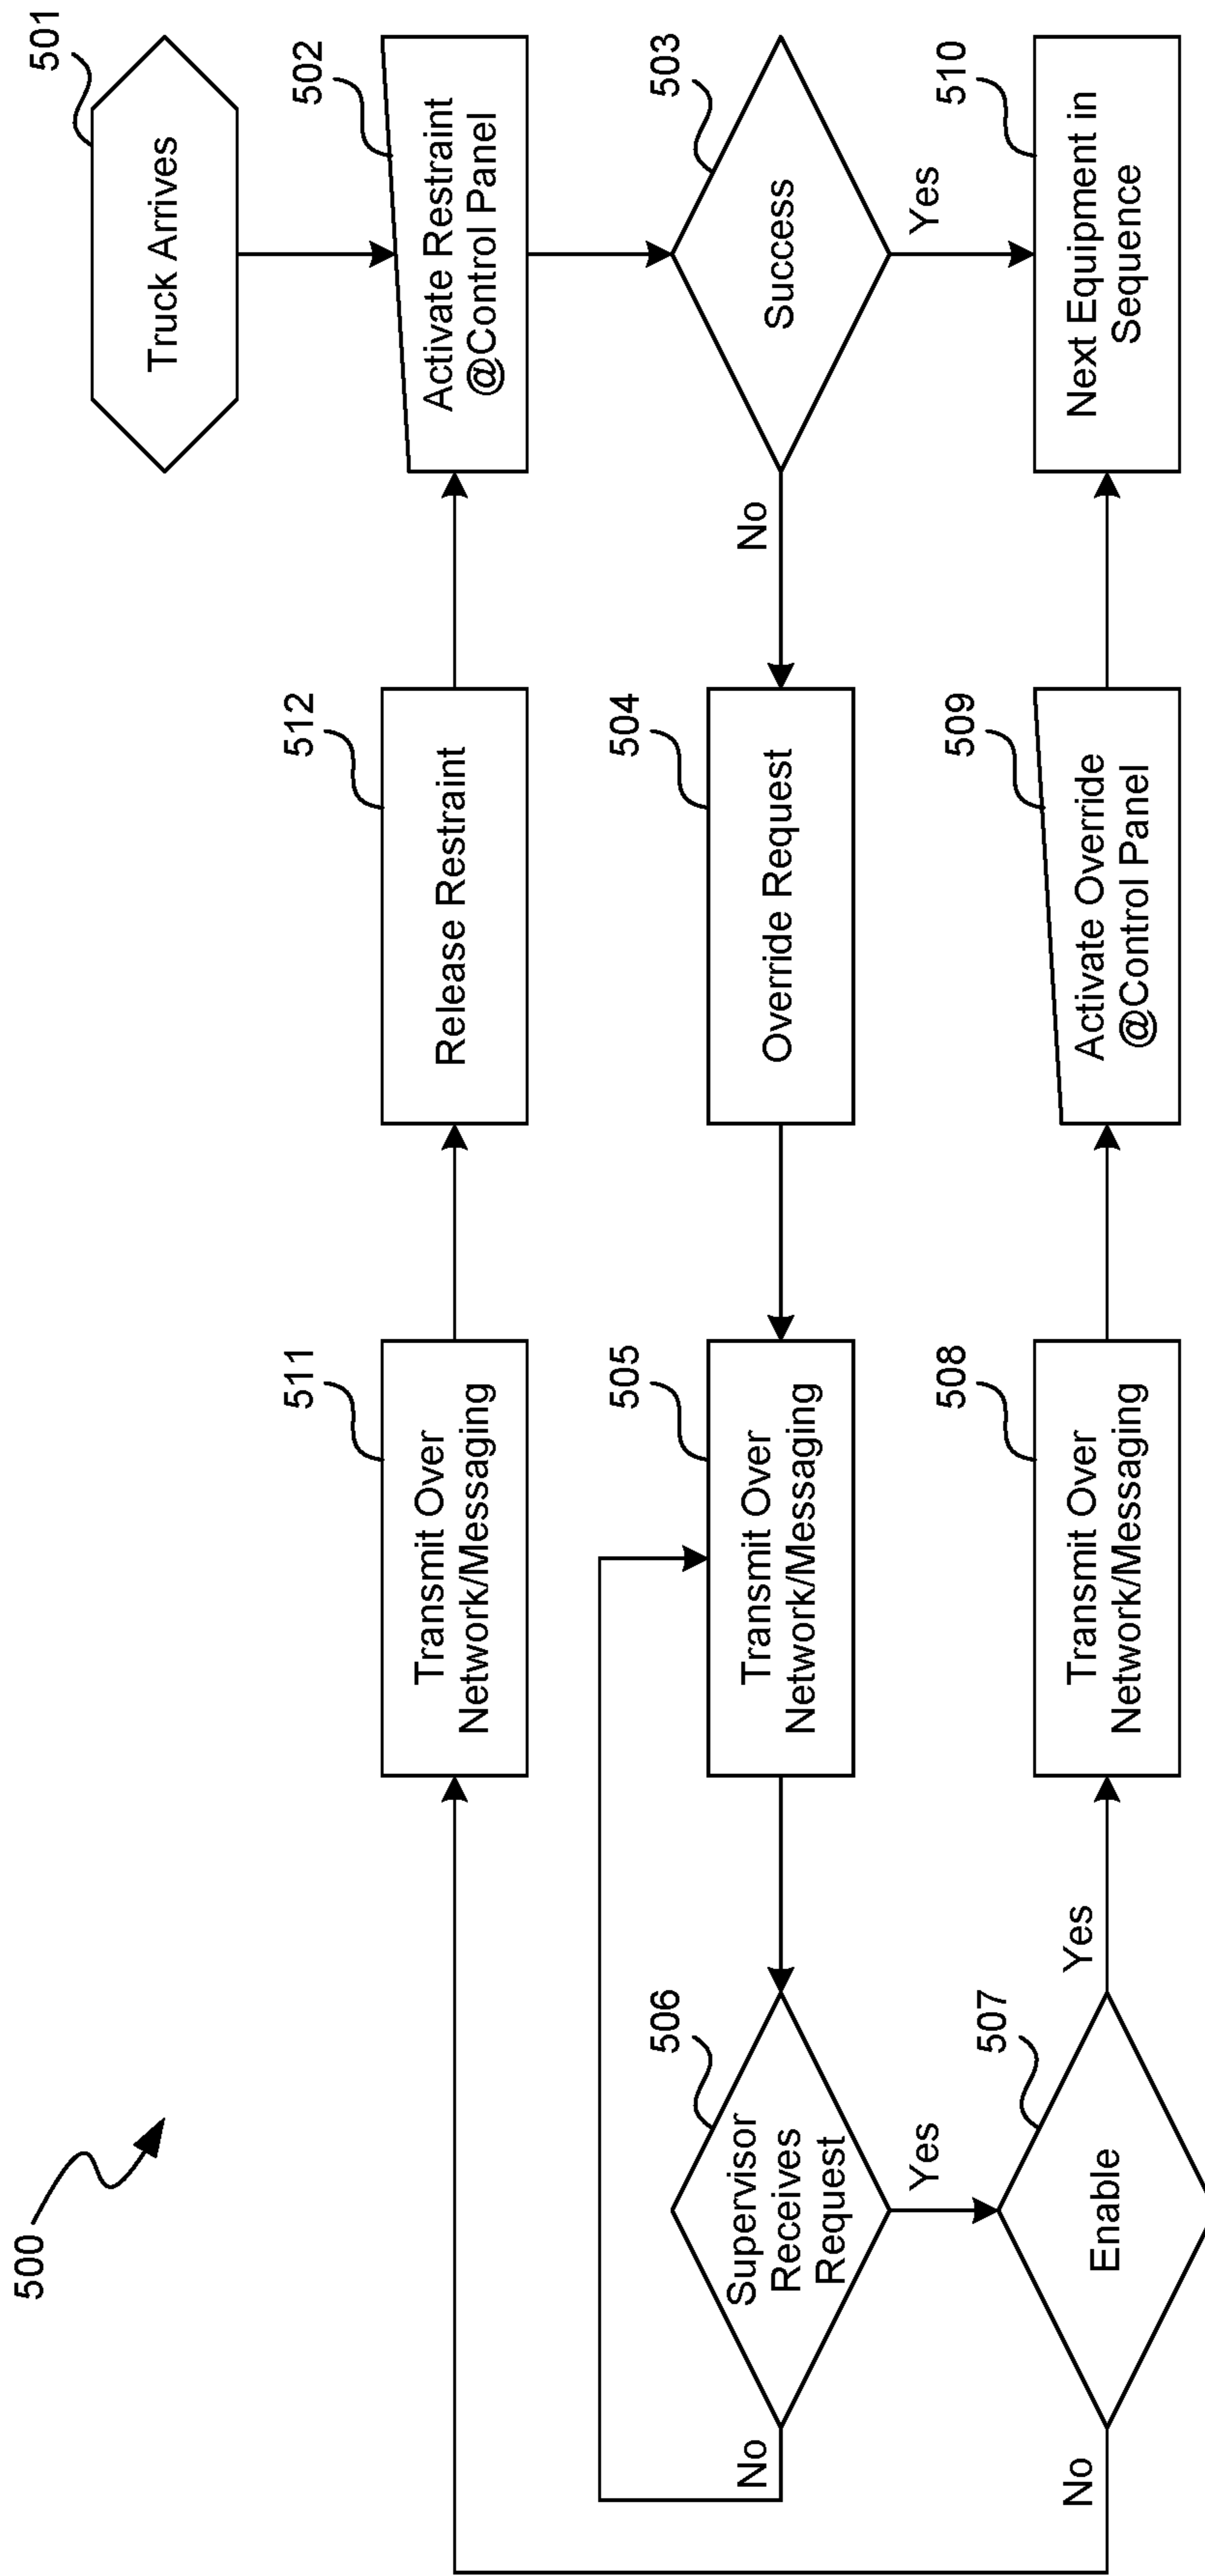 500
501
Truck Arrives
511
Transmit Over
Network/Messaging
512
Release Restraint
502
Activate Restraint
@Control Panel
506
Supervisor
Receives
Request
No
Yes
505
Transmit Over
Network/Messaging
504
Override Request
No
503
Success
Yes
507
Enable
No
Yes
508
Transmit Over
Network/Messaging
509
Activate Override
@Control Panel
510
Next Equipment in
Sequence